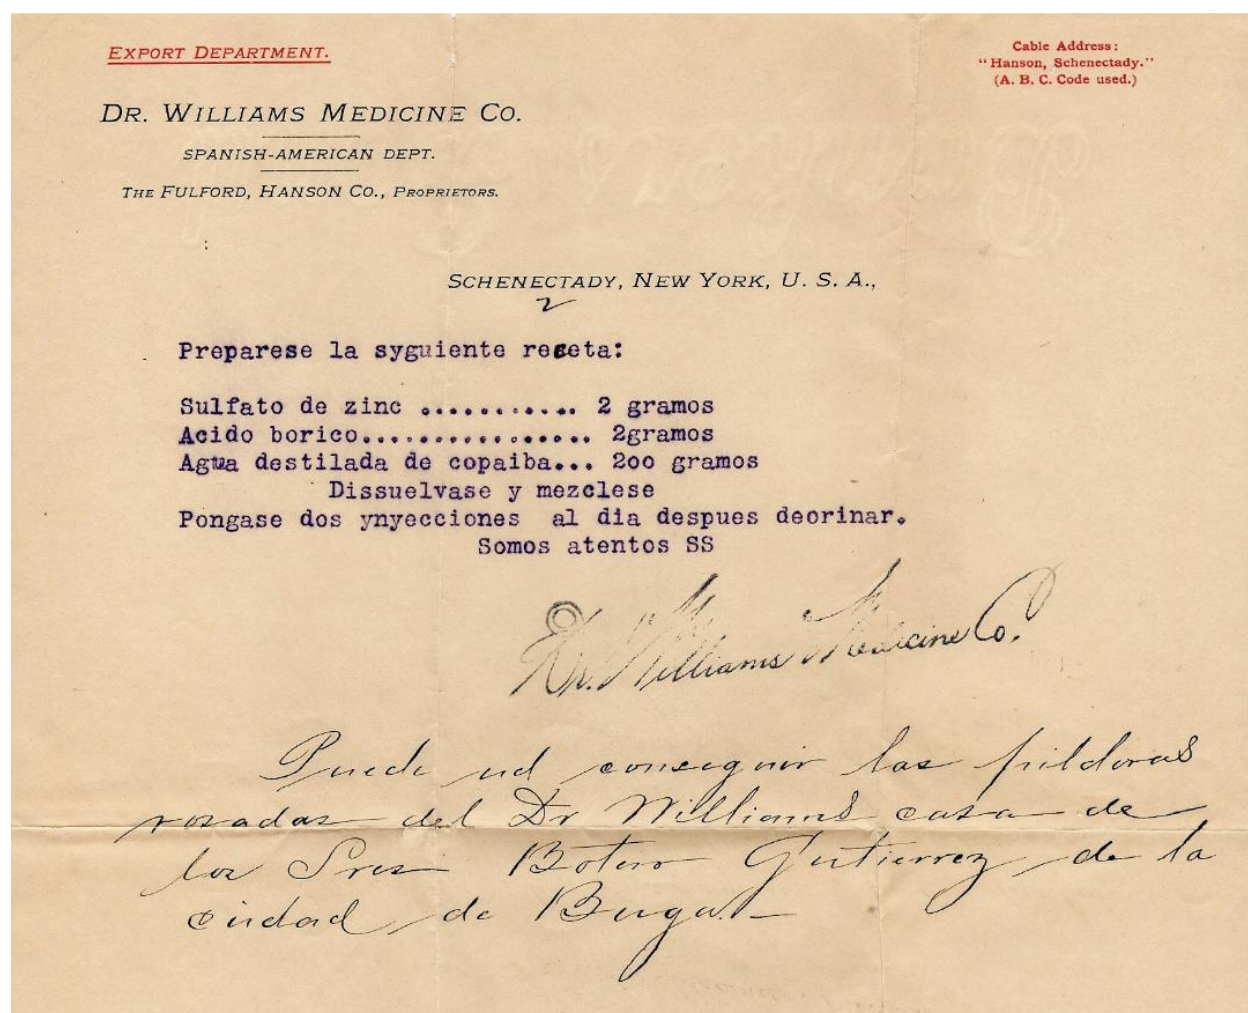 EXPORT DEPARTMENT.
Cable Address:
"Hanson, Schenectady."
(A. B. C. Code used.)
DR. WILLIAMS MEDICINE CO.
SPANISH-AMERICAN DEPT.
THE FULFORD, HANSON CO., PROPRIETORS.
SCHENECTADY, NEW YORK, U. S. A.,
2
Preparese la syguiente receta:
Sulfato de zinc ........... 2 gramos
Acido borico................. 2gramos
Agua destilada de copaiba... 2oo gramos
Dissuelvase y mezclese
Pongase dos ynyecciones al dia despues deorinar.
Somos atentos SS
Dr. Williams Medicine Co.
Puede ud conseguir las pildoras
rosadas del Dr Williams casa de
los Sres Botero Gutierrez de la
ciudad de Buga.—